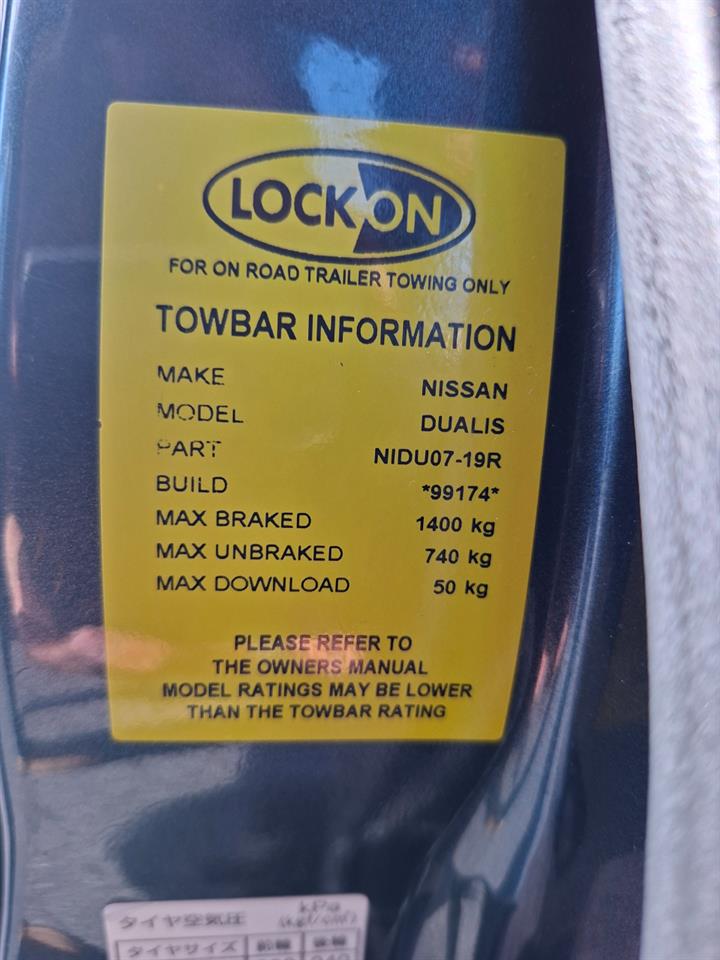 LOCK ON
FOR ON ROAD TRAILER TOWING ONLY
TOWBAR INFORMATION
MAKE NISSAN
MODEL DUALIS
PART NIDU07-19R
BUILD *99174*
MAX BRAKED 1400 kg
MAX UNBRAKED 740 kg
MAX DOWNLOAD 50 kg
PLEASE REFER TO
THE OWNERS MANUAL
MODEL RATINGS MAY BE LOWER
THAN THE TOWBAR RATING
タイヤ空気圧 kPa
タイヤサイズ 前輪 後輪